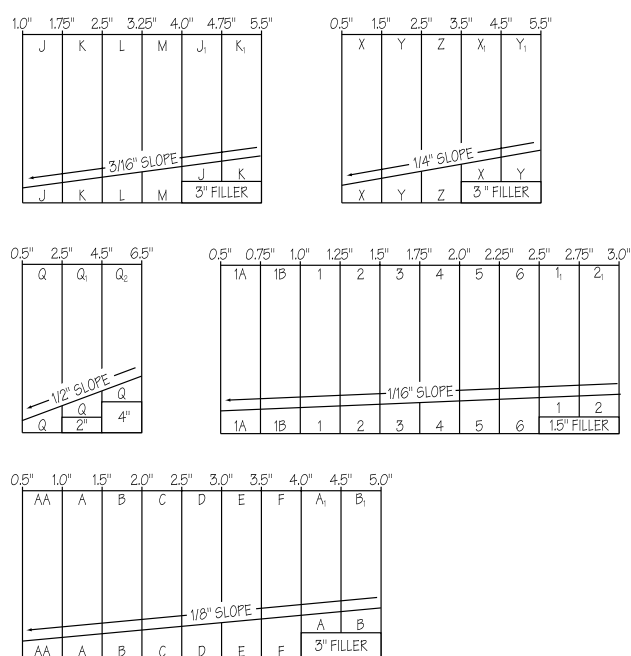 1.0" 1.75" 2.5" 3.25" 4.0" 4.75" 5.5"
J K L M J₁ K₁
3/16" SLOPE
J K
J K L M 3" FILLER
0.5" 1.5" 2.5" 3.5" 4.5" 5.5"
X Y Z X₁ Y₁
1/4" SLOPE
X Y
X Y Z 3 " FILLER
0.5" 2.5" 4.5" 6.5"
Q Q₁ Q₂
1/2" SLOPE
Q
Q 4"
Q 2"
0.5" 0.75" 1.0" 1.25" 1.5" 1.75" 2.0" 2.25" 2.5" 2.75" 3.0"
1A 1B 1 2 3 4 5 6 1₁ 2₁
1/16" SLOPE
1 2
1A 1B 1 2 3 4 5 6 1.5" FILLER
0.5" 1.0" 1.5" 2.0" 2.5" 3.0" 3.5" 4.0" 4.5" 5.0"
AA A B C D E F A₁ B₁
1/8" SLOPE
A B
AA A B C D E F 3" FILLER